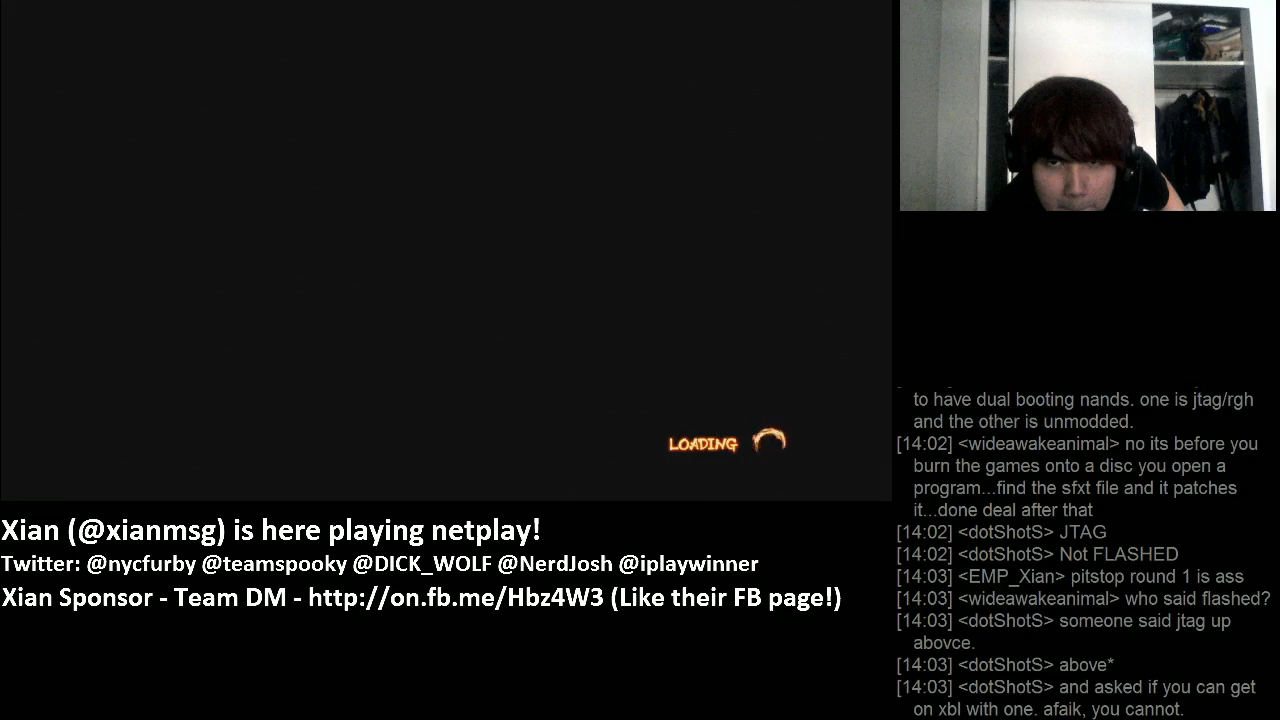 LOADING
Xian (@xianmsg) is here playing netplay!
Twitter: @nycfurby @teamspooky @DICK_WOLF @NerdJosh @iplaywinner
Xian Sponsor - Team DM - http://on.fb.me/Hbz4W3 (Like their FB page!)
to have dual booting nands. one is jtag/rgh
and the other is unmodded.
[14:02] <wideawakeanimal> no its before you
burn the games onto a disc you open a
program...find the sfxt file and it patches
it...done deal after that
[14:02] <dotShotS> JTAG
[14:02] <dotShotS> Not FLASHED
[14:03] <EMP_Xian> pitstop round 1 is ass
[14:03] <wideawakeanimal> who said flashed?
[14:03] <dotShotS> someone said jtag up
abovce.
[14:03] <dotShotS> above*
[14:03] <dotShotS> and asked if you can get
on xbl with one. afaik, you cannot.